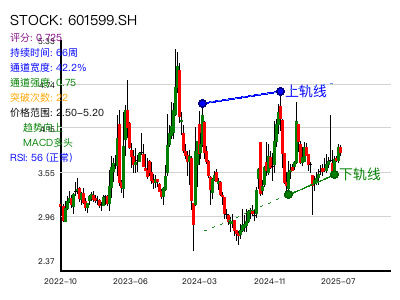 STOCK: 601599.SH
评分: 0.725
持续时间: 66周
通道宽度: 42.2%
通道强度: 0.75
突破次数: 22
价格范围: 2.50-5.20
趋势向上
MACD多头
RSI: 56 (正常)
上轨线
下轨线
3.55
2.96
2.37
2022-10
2023-06
2024-03
2024-11
2025-07